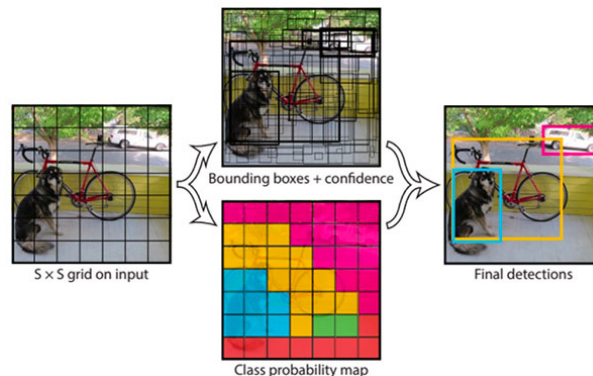 Bounding boxes + confidence
S × S grid on input
Final detections
Class probability map